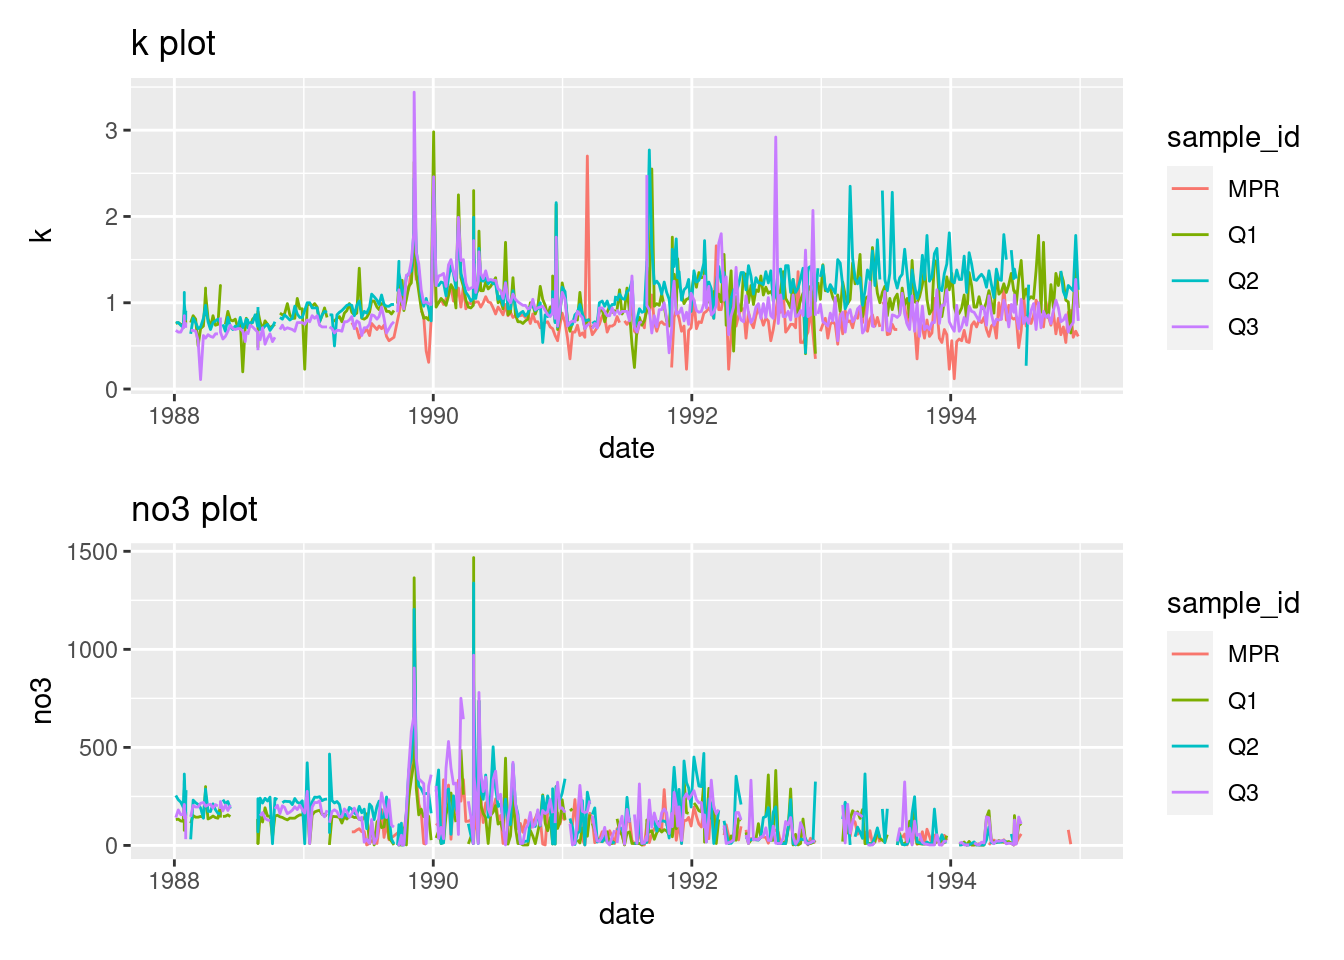 k plot
3
2
1
0
k
1988 1990 1992 1994
date
sample_id
MPR
Q1
Q2
Q3
no3 plot
1500
1000
500
0
no3
1988 1990 1992 1994
date
sample_id
MPR
Q1
Q2
Q3